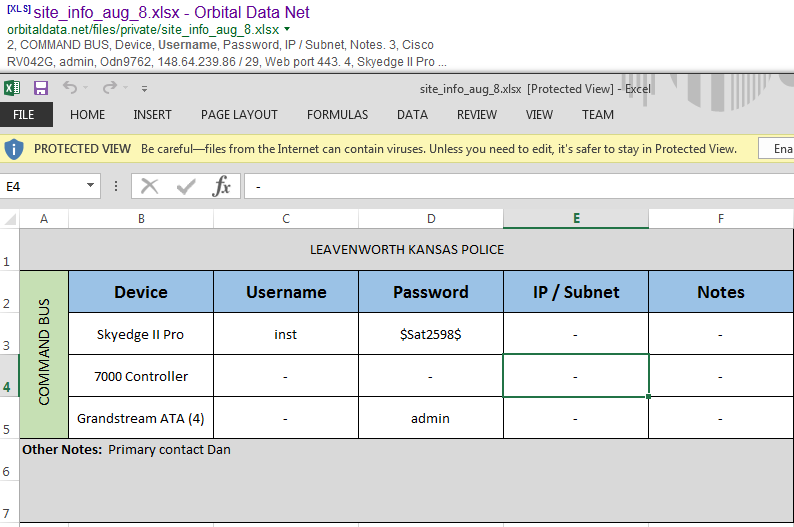 [XLS] site_info_aug_8.xlsx - Orbital Data Net
orbitaldata.net/files/private/site_info_aug_8.xlsx
2, COMMAND BUS, Device, Username, Password, IP / Subnet, Notes. 3, Cisco
RV042G, admin, Odn9762, 148.64.239.86 / 29, Web port 443. 4, Skyedge II Pro ...
site_info_aug_8.xlsx [Protected View] - Excel
FILE HOME INSERT PAGE LAYOUT FORMULAS DATA REVIEW VIEW TEAM
PROTECTED VIEW Be careful—files from the Internet can contain viruses. Unless you need to edit, it's safer to stay in Protected View. Ena
E4 fx -
A B C D E F
1 LEAVENWORTH KANSAS POLICE
COMMAND BUS
2 Device Username Password IP / Subnet Notes
3 Skyedge II Pro inst $Sat2598$ - -
4 7000 Controller - - - -
5 Grandstream ATA (4) - admin - -
Other Notes: Primary contact Dan
6
7